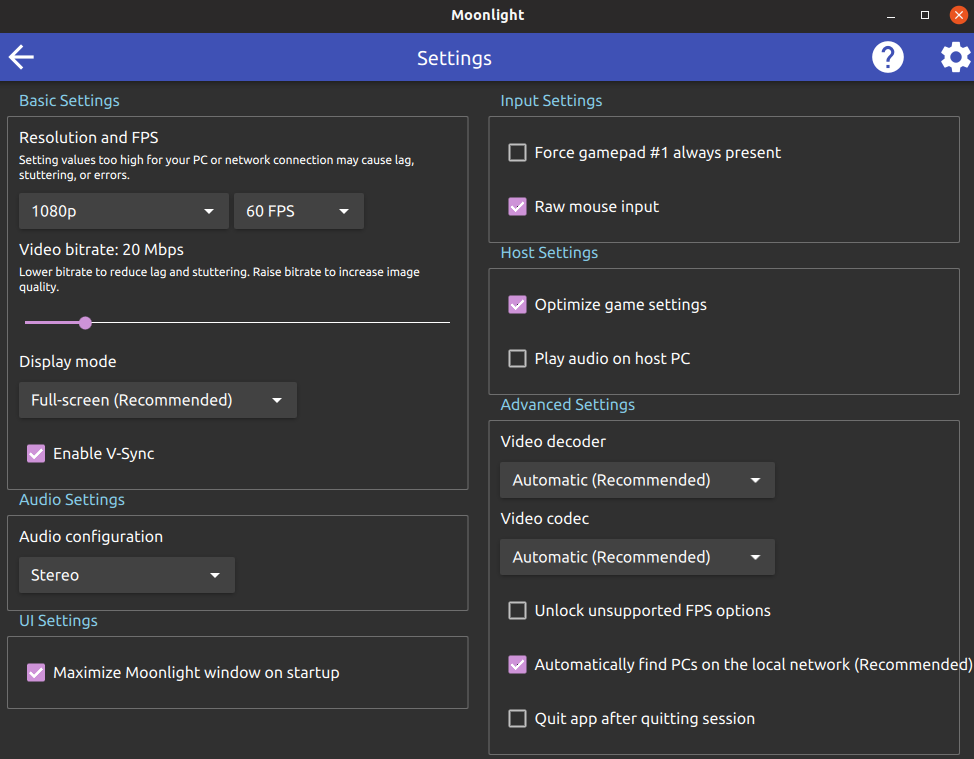 Moonlight
Settings
Basic Settings
Resolution and FPS
Setting values too high for your PC or network connection may cause lag,
stuttering, or errors.
1080p
60 FPS
Video bitrate: 20 Mbps
Lower bitrate to reduce lag and stuttering. Raise bitrate to increase image
quality.
Display mode
Full-screen (Recommended)
Enable V-Sync
Audio Settings
Audio configuration
Stereo
UI Settings
Maximize Moonlight window on startup
Input Settings
Force gamepad #1 always present
Raw mouse input
Host Settings
Optimize game settings
Play audio on host PC
Advanced Settings
Video decoder
Automatic (Recommended)
Video codec
Automatic (Recommended)
Unlock unsupported FPS options
Automatically find PCs on the local network (Recommended)
Quit app after quitting session